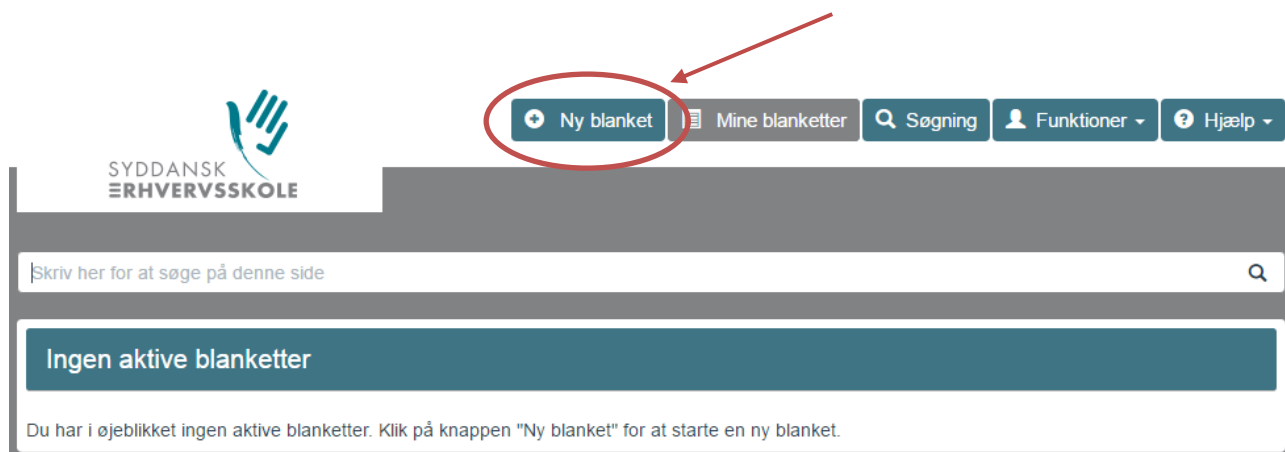 Ny blanket Mine blanketter Søgning Funktioner Hjælp
SYDDANSK
ERHVERVSSKOLE
Skriv her for at søge på denne side
Ingen aktive blanketter
Du har i øjeblikket ingen aktive blanketter. Klik på knappen "Ny blanket" for at starte en ny blanket.